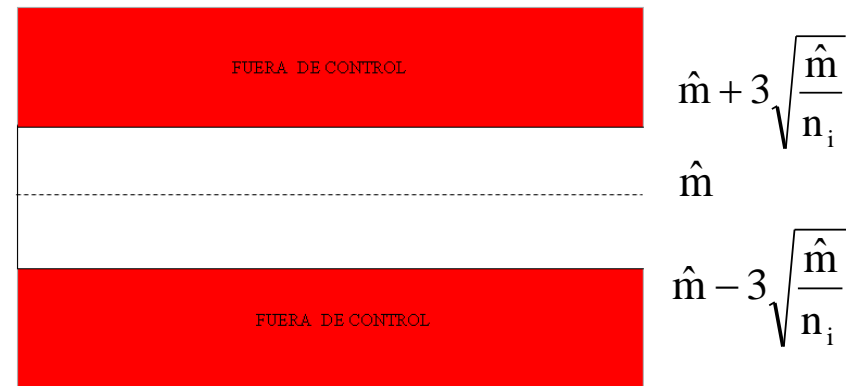 FUERA DE CONTROL
m̂ + 3√(m̂/nᵢ)
m̂
m̂ − 3√(m̂/nᵢ)
FUERA DE CONTROL